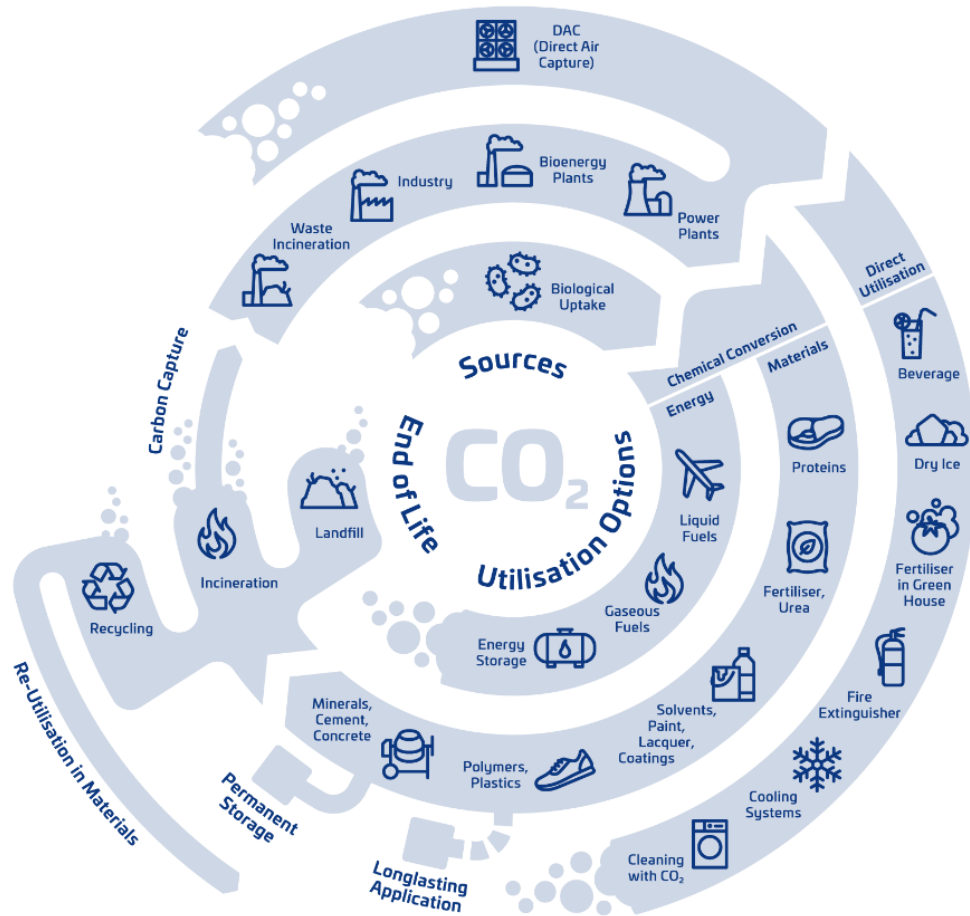 DAC
(Direct Air
Capture)
Bioenergy
Plants
Industry
Power
Plants
Waste
Incineration
Biological
Uptake
Sources
Carbon Capture
End of Life
CO₂
Utilisation Options
Chemical Conversion
Energy
Materials
Direct
Utilisation
Beverage
Dry Ice
Fertiliser
in Green
House
Fire
Extinguisher
Cooling
Systems
Cleaning
with CO₂
Proteins
Fertiliser,
Urea
Solvents,
Paint,
Lacquer,
Coatings
Polymers,
Plastics
Minerals,
Cement,
Concrete
Liquid
Fuels
Gaseous
Fuels
Energy
Storage
Landfill
Incineration
Recycling
Re-Utilisation in Materials
Permanent
Storage
Longlasting
Application